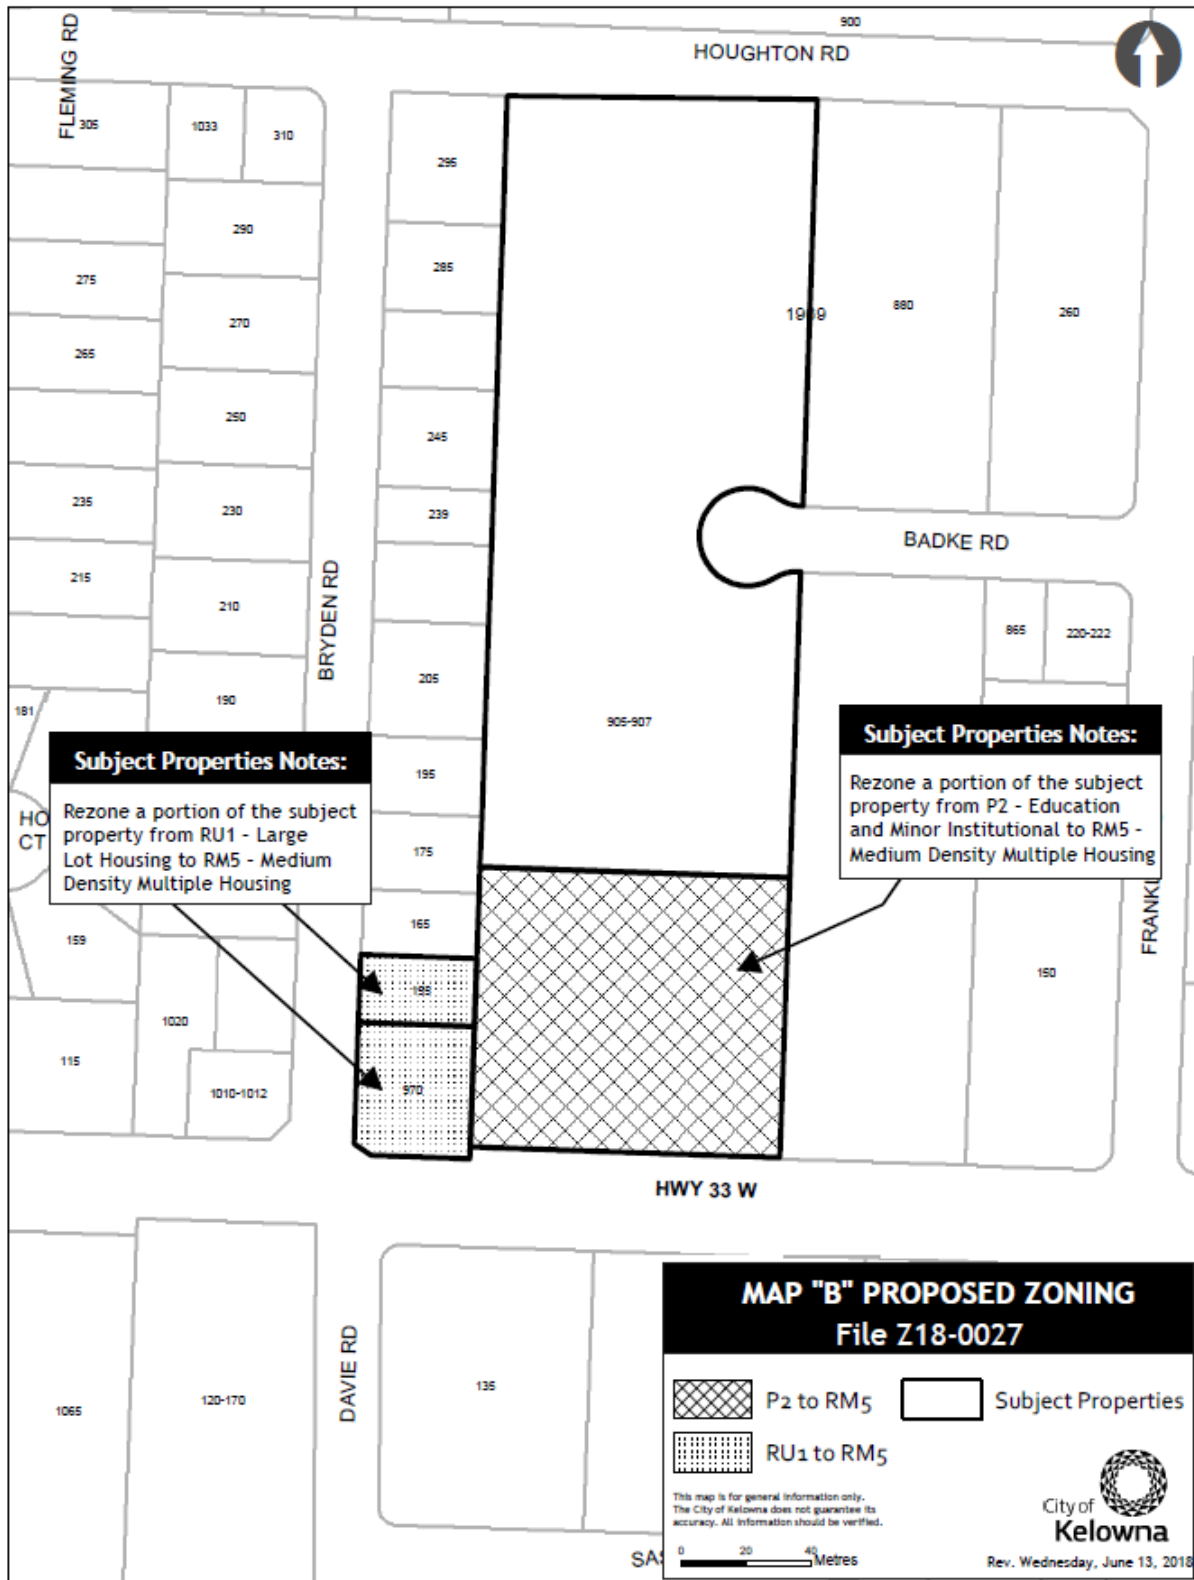 900
HOUGHTON RD
FLEMING RD
305
1033
310
295
290
285
275
270
1989
880
260
265
250
245
235
230
239
BADKE RD
215
210
BRYDEN RD
865
220-222
205
190
181
905-907
Subject Properties Notes:
Rezone a portion of the subject
property from RU1 - Large
Lot Housing to RM5 - Medium
Density Multiple Housing
Subject Properties Notes:
Rezone a portion of the subject
property from P2 - Education
and Minor Institutional to RM5 -
Medium Density Multiple Housing
195
HO
CT
175
165
159
150
1020
115
970
1010-1012
HWY 33 W
DAVIE RD
135
120-170
1065
MAP "B" PROPOSED ZONING
File Z18-0027
P2 to RM5
Subject Properties
RU1 to RM5
This map is for general information only.
The City of Kelowna does not guarantee its
accuracy. All information should be verified.
0 20 40 Metres
City of
Kelowna
Rev. Wednesday, June 13, 2018